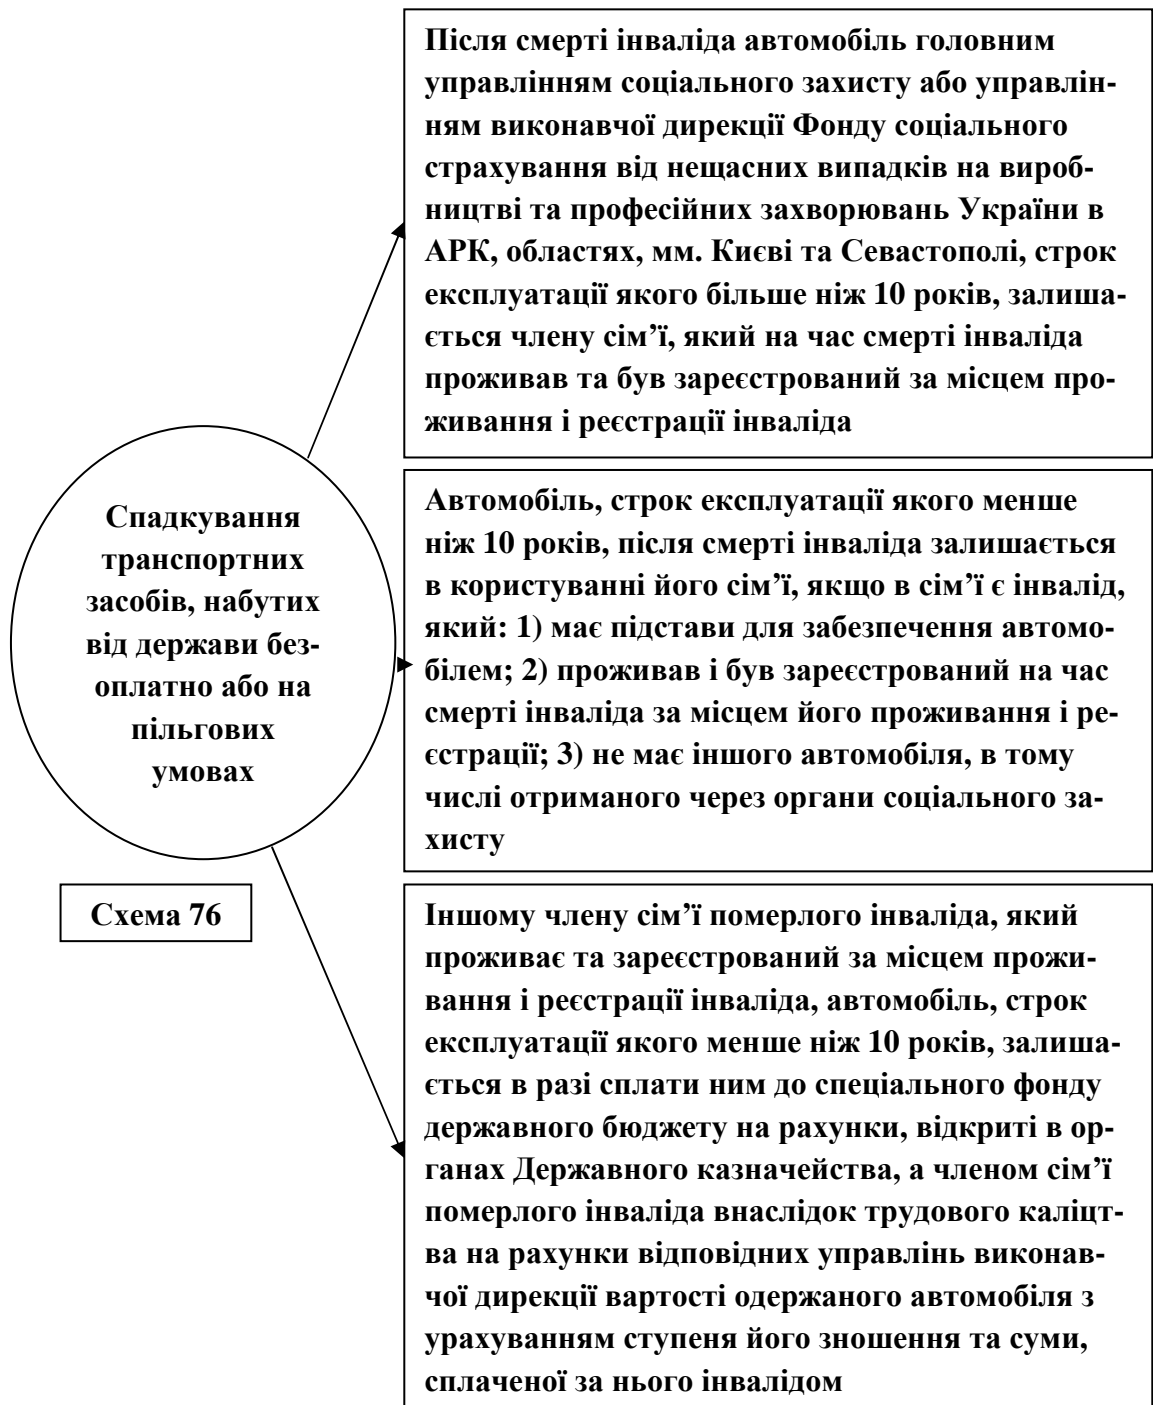 Після смерті інваліда автомобіль головним
управлінням соціального захисту або управлін-
ням виконавчої дирекції Фонду соціального
страхування від нещасних випадків на вироб-
ництві та професійних захворювань України в
АРК, областях, мм. Києві та Севастополі, строк
експлуатації якого більше ніж 10 років, залиша-
ється члену сім’ї, який на час смерті інваліда
проживав та був зареєстрований за місцем про-
живання і реєстрації інваліда
Спадкування
транспортних
засобів, набутих
від держави без-
оплатно або на
пільгових
умовах
Автомобіль, строк експлуатації якого менше
ніж 10 років, після смерті інваліда залишається
в користуванні його сім’ї, якщо в сім’ї є інвалід,
який: 1) має підстави для забезпечення автомо-
білем; 2) проживав і був зареєстрований на час
смерті інваліда за місцем його проживання і ре-
єстрації; 3) не має іншого автомобіля, в тому
числі отриманого через органи соціального за-
хисту
Схема 76
Іншому члену сім’ї померлого інваліда, який
проживає та зареєстрований за місцем прожи-
вання і реєстрації інваліда, автомобіль, строк
експлуатації якого менше ніж 10 років, залиша-
ється в разі сплати ним до спеціального фонду
державного бюджету на рахунки, відкриті в ор-
ганах Державного казначейства, а членом сім’ї
померлого інваліда внаслідок трудового каліцт-
ва на рахунки відповідних управлінь виконав-
чої дирекції вартості одержаного автомобіля з
урахуванням ступеня його зношення та суми,
сплаченої за нього інвалідом